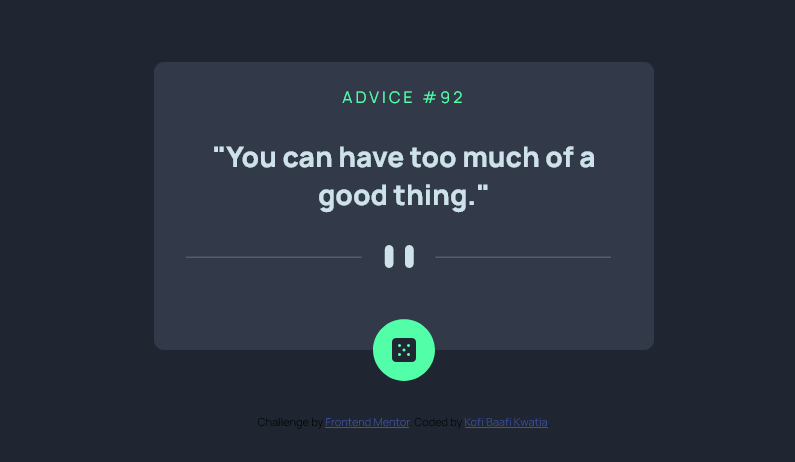 ADVICE #92
"You can have too much of a
good thing."
Challenge by Frontend Mentor. Coded by Kofi Baafi Kwatia